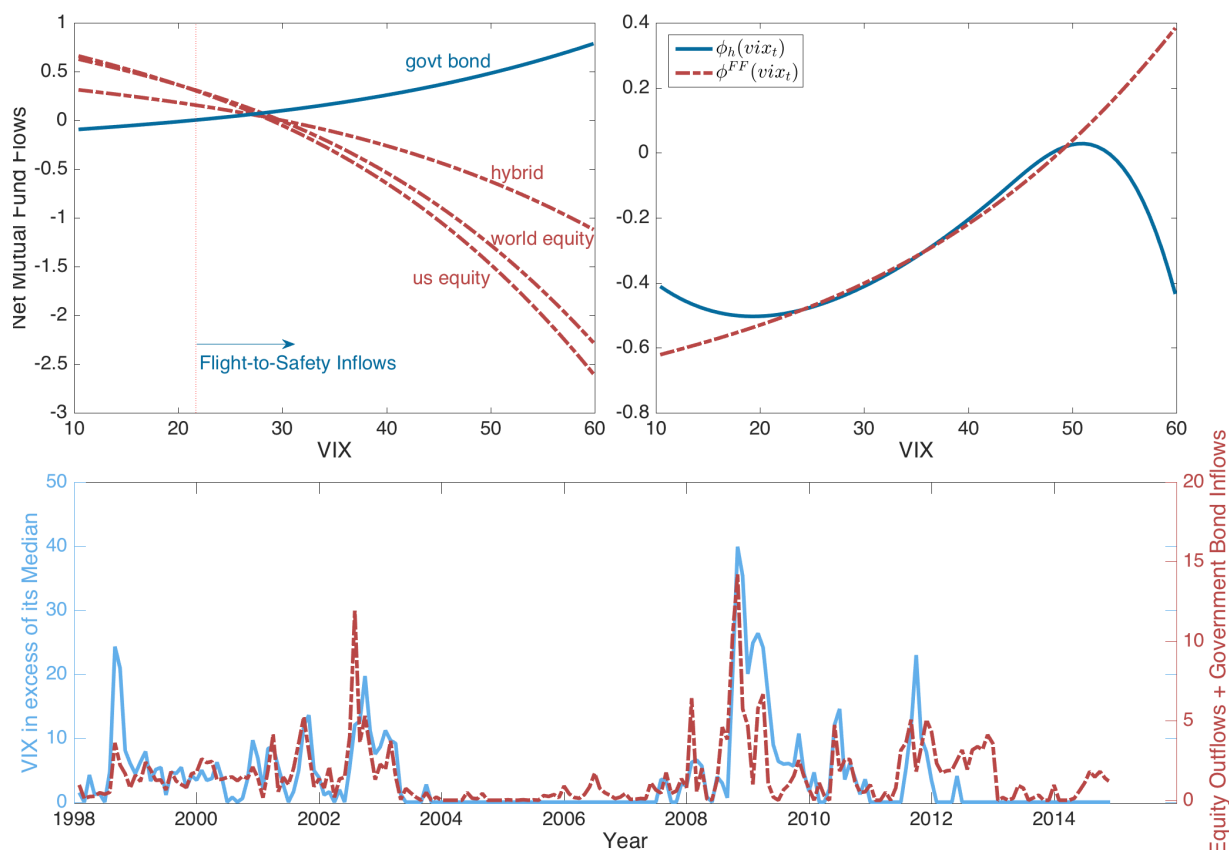 1
0.5
0
-0.5
-1
-1.5
-2
-2.5
-3
Net Mutual Fund Flows
govt bond
hybrid
world equity
us equity
Flight-to-Safety Inflows
10 20 30 40 50 60
VIX
0.4
0.2
0
-0.2
-0.4
-0.6
-0.8
ϕ_h(vix_t)
ϕ^{FF}(vix_t)
10 20 30 40 50 60
VIX
50
40
30
20
10
0
VIX in excess of its Median
20
15
10
5
0
Equity Outflows + Government Bond Inflows
1998 2000 2002 2004 2006 2008 2010 2012 2014
Year